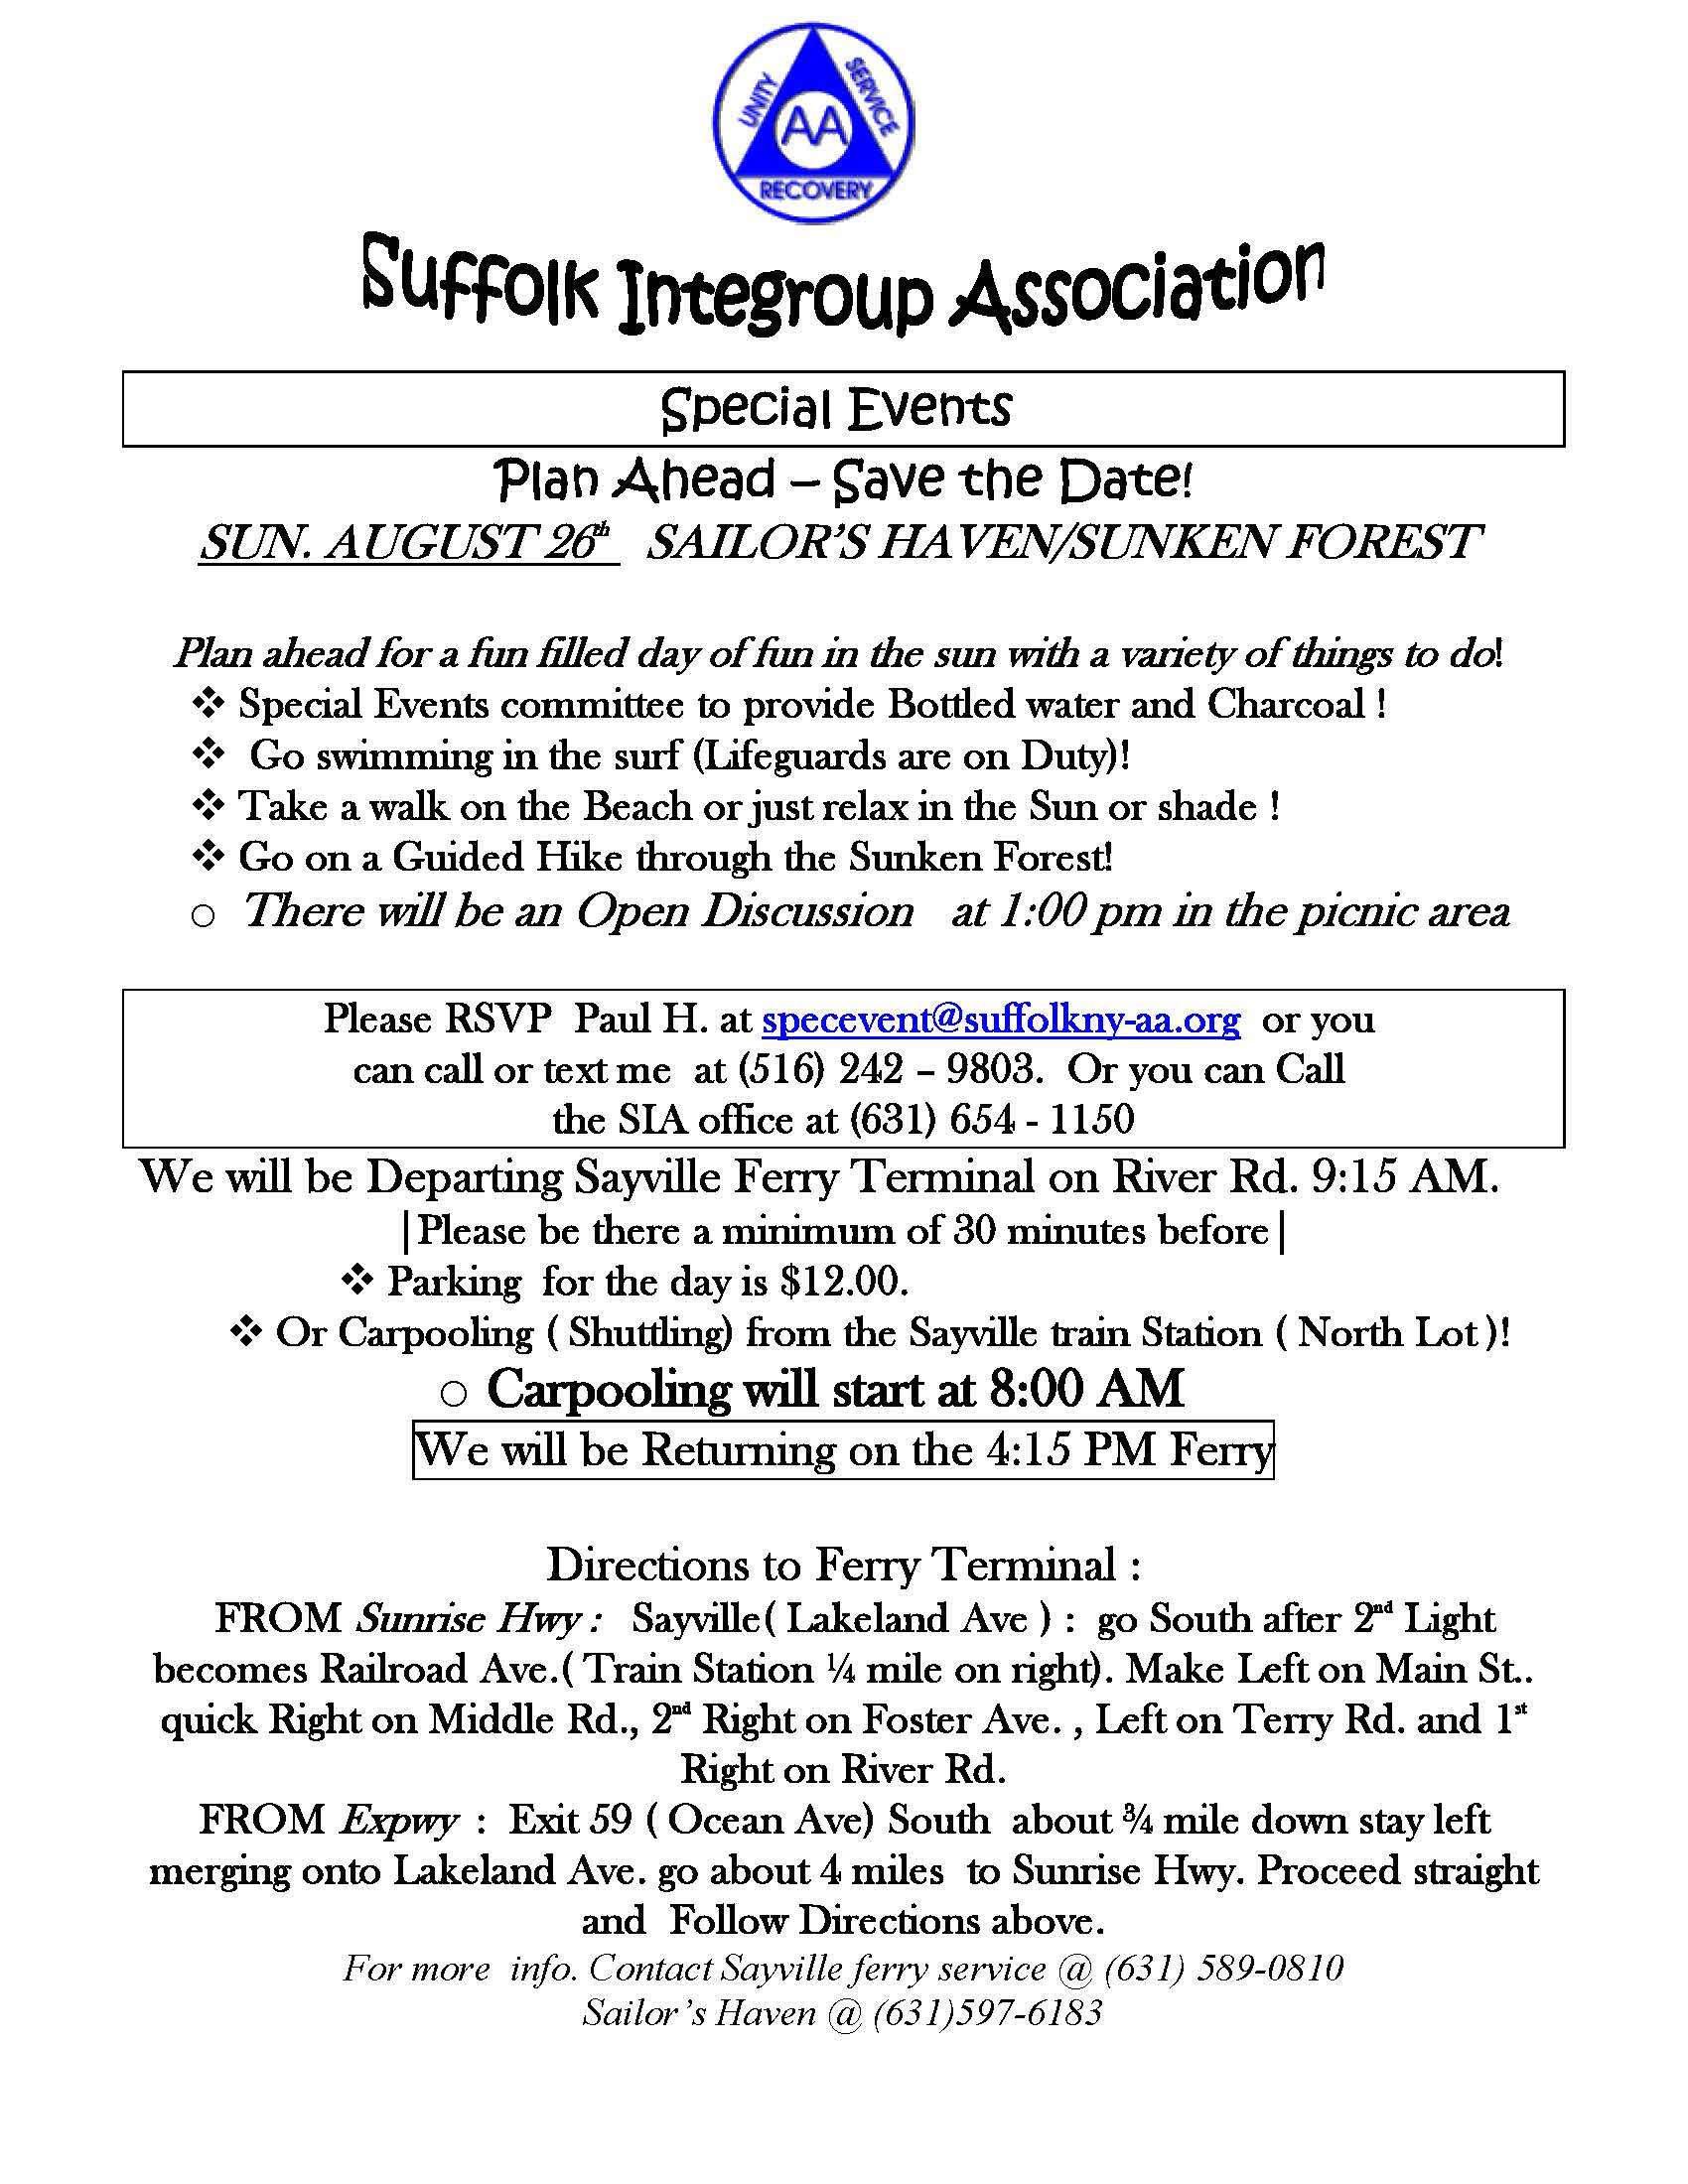 UNITY SERVICE
AA
RECOVERY
Suffolk Integroup Association
Special Events
Plan Ahead – Save the Date!
SUN. AUGUST 26th SAILOR'S HAVEN/SUNKEN FOREST
Plan ahead for a fun filled day of fun in the sun with a variety of things to do!
❖ Special Events committee to provide Bottled water and Charcoal !
❖ Go swimming in the surf (Lifeguards are on Duty)!
❖ Take a walk on the Beach or just relax in the Sun or shade !
❖ Go on a Guided Hike through the Sunken Forest!
o There will be an Open Discussion at 1:00 pm in the picnic area
Please RSVP Paul H. at specevent@suffolkny-aa.org or you
can call or text me at (516) 242 – 9803. Or you can Call
the SIA office at (631) 654 - 1150
We will be Departing Sayville Ferry Terminal on River Rd. 9:15 AM.
|Please be there a minimum of 30 minutes before|
❖ Parking for the day is $12.00.
❖ Or Carpooling ( Shuttling) from the Sayville train Station ( North Lot )!
o Carpooling will start at 8:00 AM
We will be Returning on the 4:15 PM Ferry
Directions to Ferry Terminal :
FROM Sunrise Hwy : Sayville( Lakeland Ave ) : go South after 2nd Light
becomes Railroad Ave.( Train Station ¼ mile on right). Make Left on Main St..
quick Right on Middle Rd., 2nd Right on Foster Ave. , Left on Terry Rd. and 1st
Right on River Rd.
FROM Expwy : Exit 59 ( Ocean Ave) South about ¾ mile down stay left
merging onto Lakeland Ave. go about 4 miles to Sunrise Hwy. Proceed straight
and Follow Directions above.
For more info. Contact Sayville ferry service @ (631) 589-0810
Sailor's Haven @ (631)597-6183